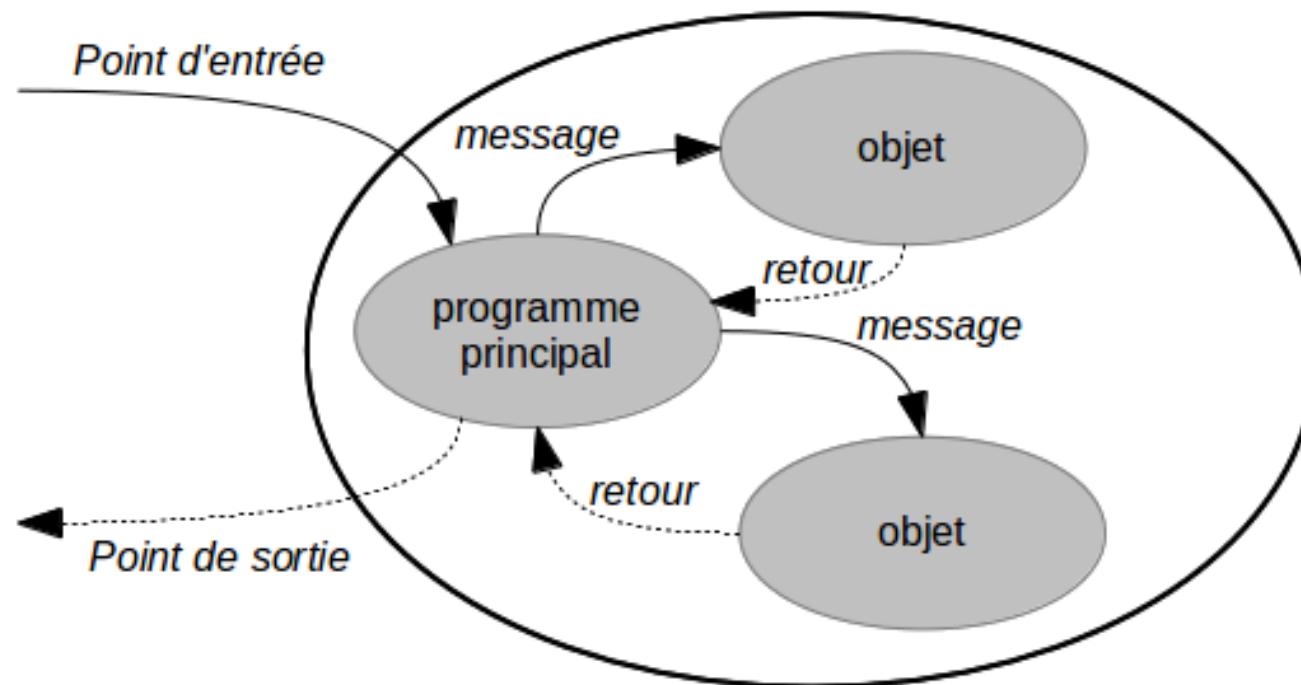 Point d'entrée
message
objet
retour
programme
principal
message
retour
objet
Point de sortie